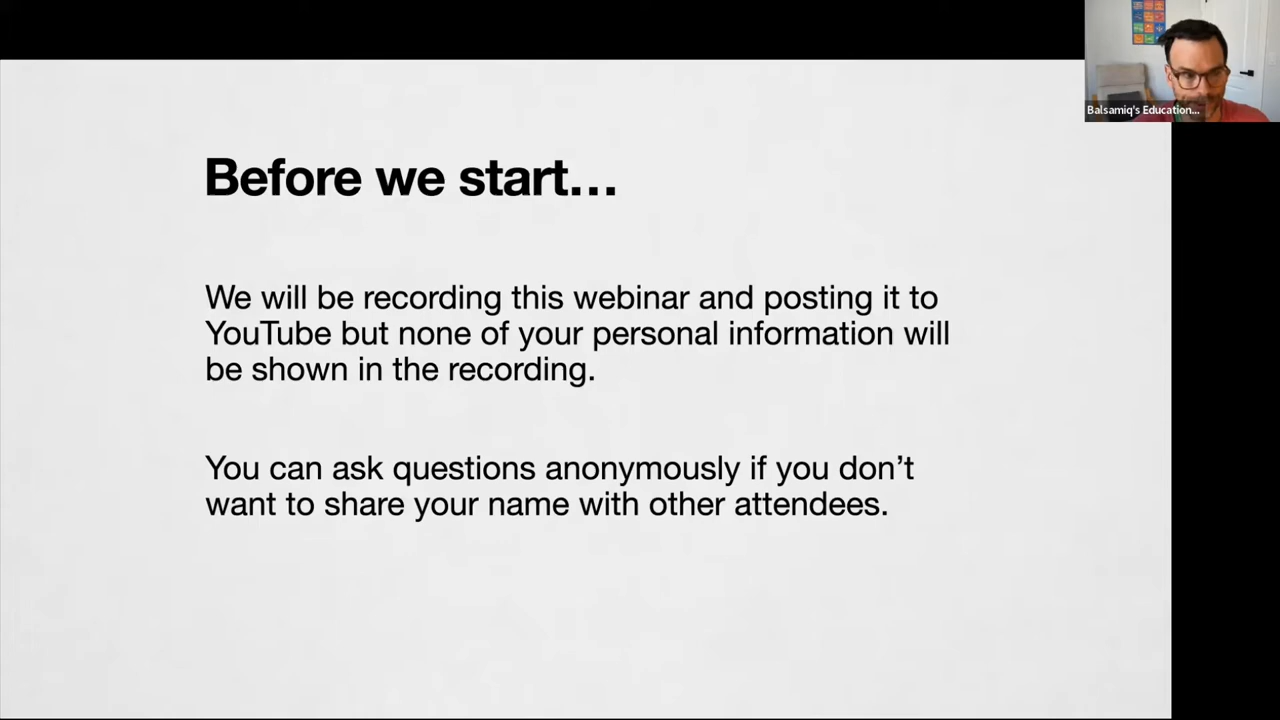 Balsamiq's Education...
Before we start…
We will be recording this webinar and posting it to
YouTube but none of your personal information will
be shown in the recording.
You can ask questions anonymously if you don’t
want to share your name with other attendees.